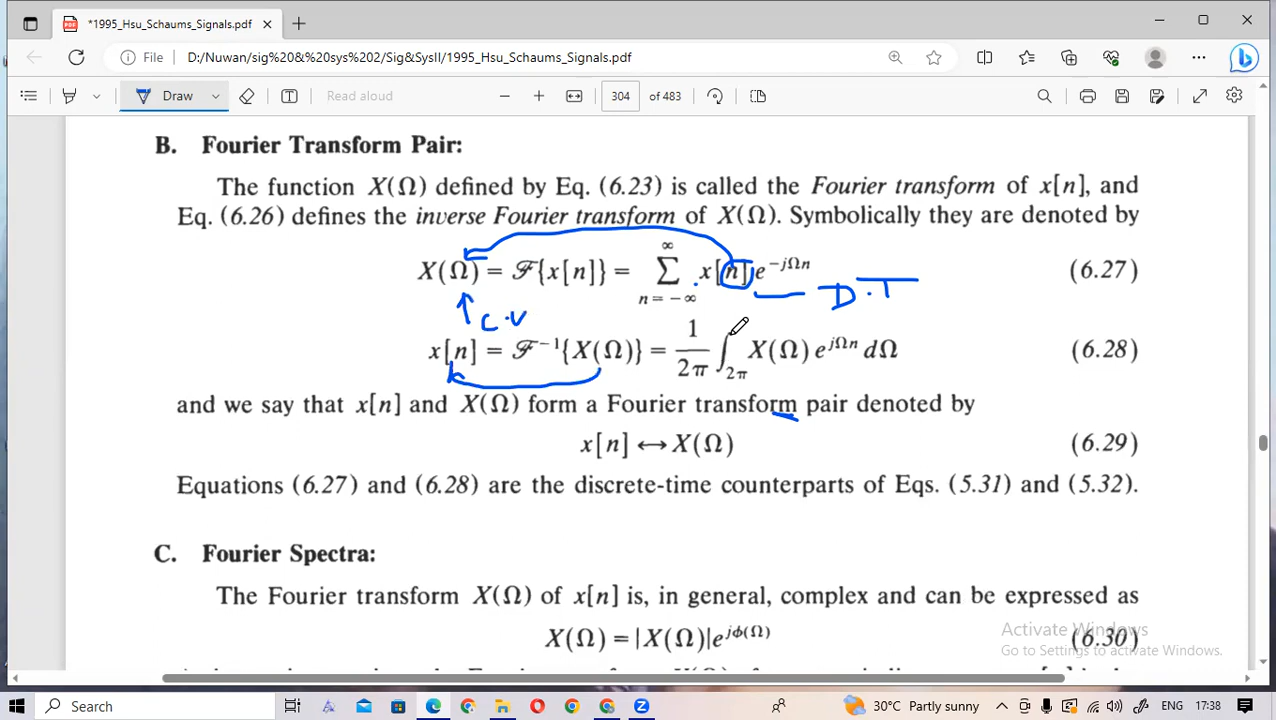 *1995_Hsu_Schaums_Signals.pdf
File D:/Nuwan/sig%20&%20sys%202/Sig&SysII/1995_Hsu_Schaums_Signals.pdf
Draw Read aloud 304 of 483
B. Fourier Transform Pair:
The function X(Ω) defined by Eq. (6.23) is called the Fourier transform of x[n], and
Eq. (6.26) defines the inverse Fourier transform of X(Ω). Symbolically they are denoted by
X(Ω) = ℱ{x[n]} = ∑_{n=-∞}^{∞} x[n]e^{-jΩn} (6.27)
D.T
C.V
x[n] = ℱ^{-1}{X(Ω)} = 1/2π ∫_{2π} X(Ω)e^{jΩn} dΩ (6.28)
and we say that x[n] and X(Ω) form a Fourier transform pair denoted by
x[n] ↔ X(Ω) (6.29)
Equations (6.27) and (6.28) are the discrete-time counterparts of Eqs. (5.31) and (5.32).
C. Fourier Spectra:
The Fourier transform X(Ω) of x[n] is, in general, complex and can be expressed as
X(Ω) = |X(Ω)|e^{jφ(Ω)} (6.30)
Activate Windows
Go to Settings to activate Windows.
Search 30°C Partly sunny ENG 17:38